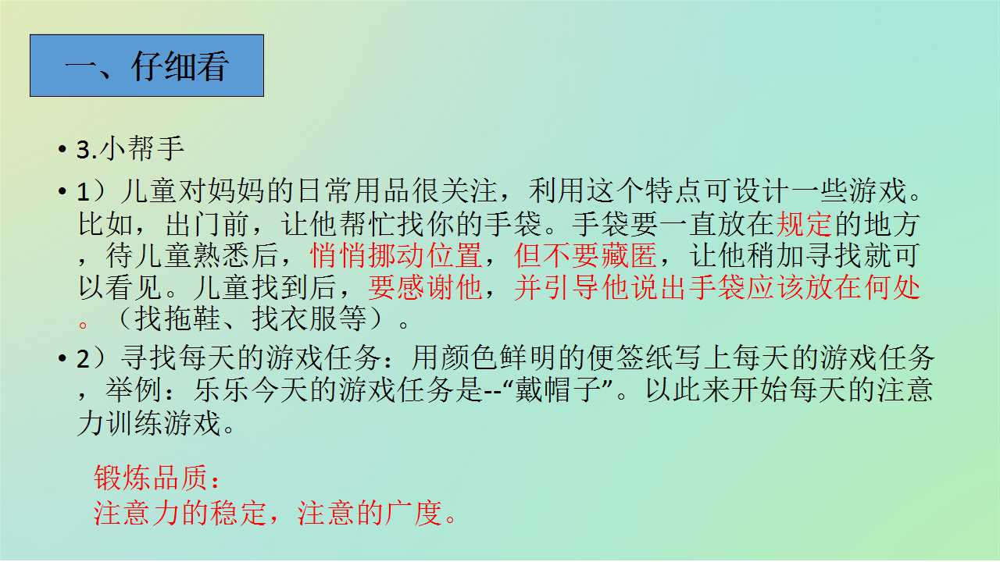 一、仔细看
• 3.小帮手
• 1）儿童对妈妈的日常用品很关注，利用这个特点可设计一些游戏。
比如，出门前，让他帮忙找你的手袋。手袋要一直放在规定的地方
，待儿童熟悉后，悄悄挪动位置，但不要藏匿，让他稍加寻找就可
以看见。儿童找到后，要感谢他，并引导他说出手袋应该放在何处
。（找拖鞋、找衣服等）。
• 2）寻找每天的游戏任务：用颜色鲜明的便签纸写上每天的游戏任务
，举例：乐乐今天的游戏任务是--“戴帽子”。以此来开始每天的注意
力训练游戏。
锻炼品质：
注意力的稳定，注意的广度。